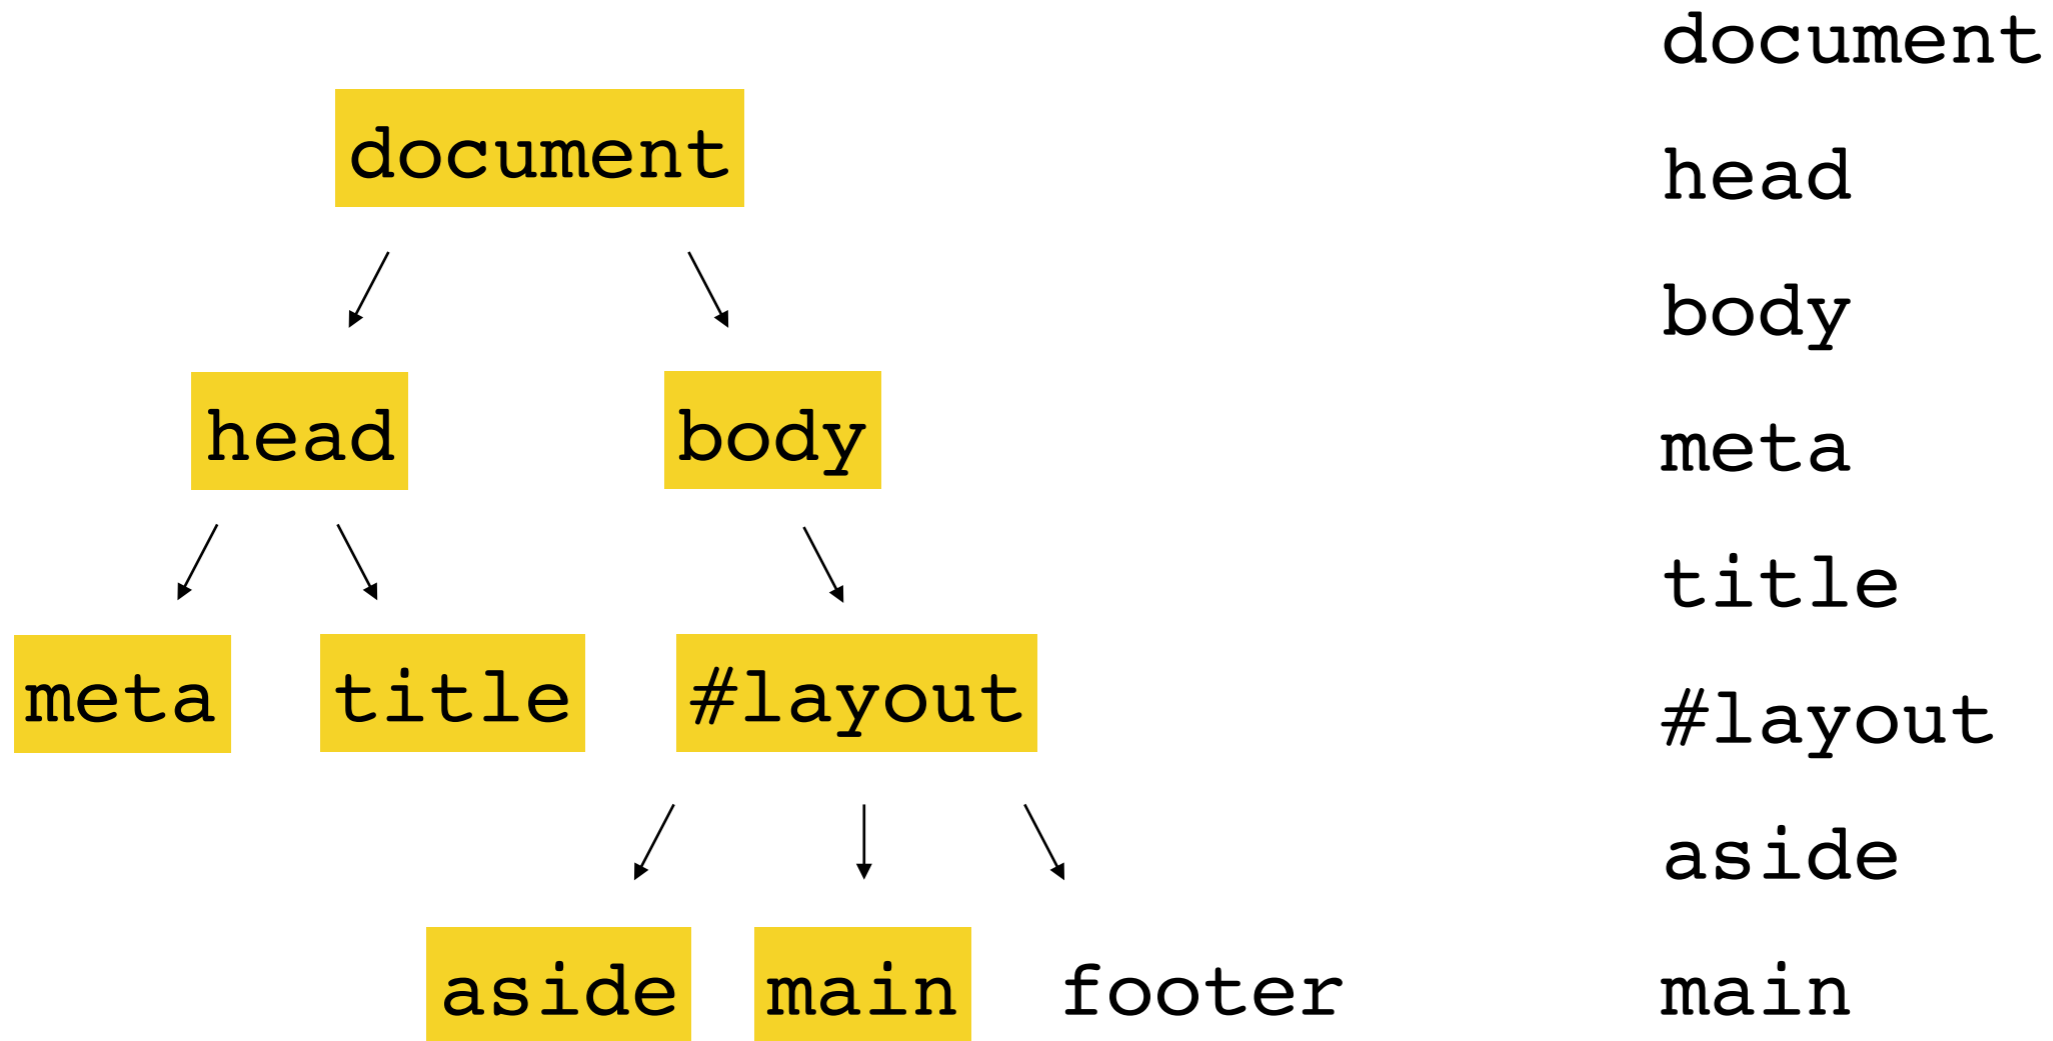 document
head body
meta title #layout
aside main footer
document
head
body
meta
title
#layout
aside
main